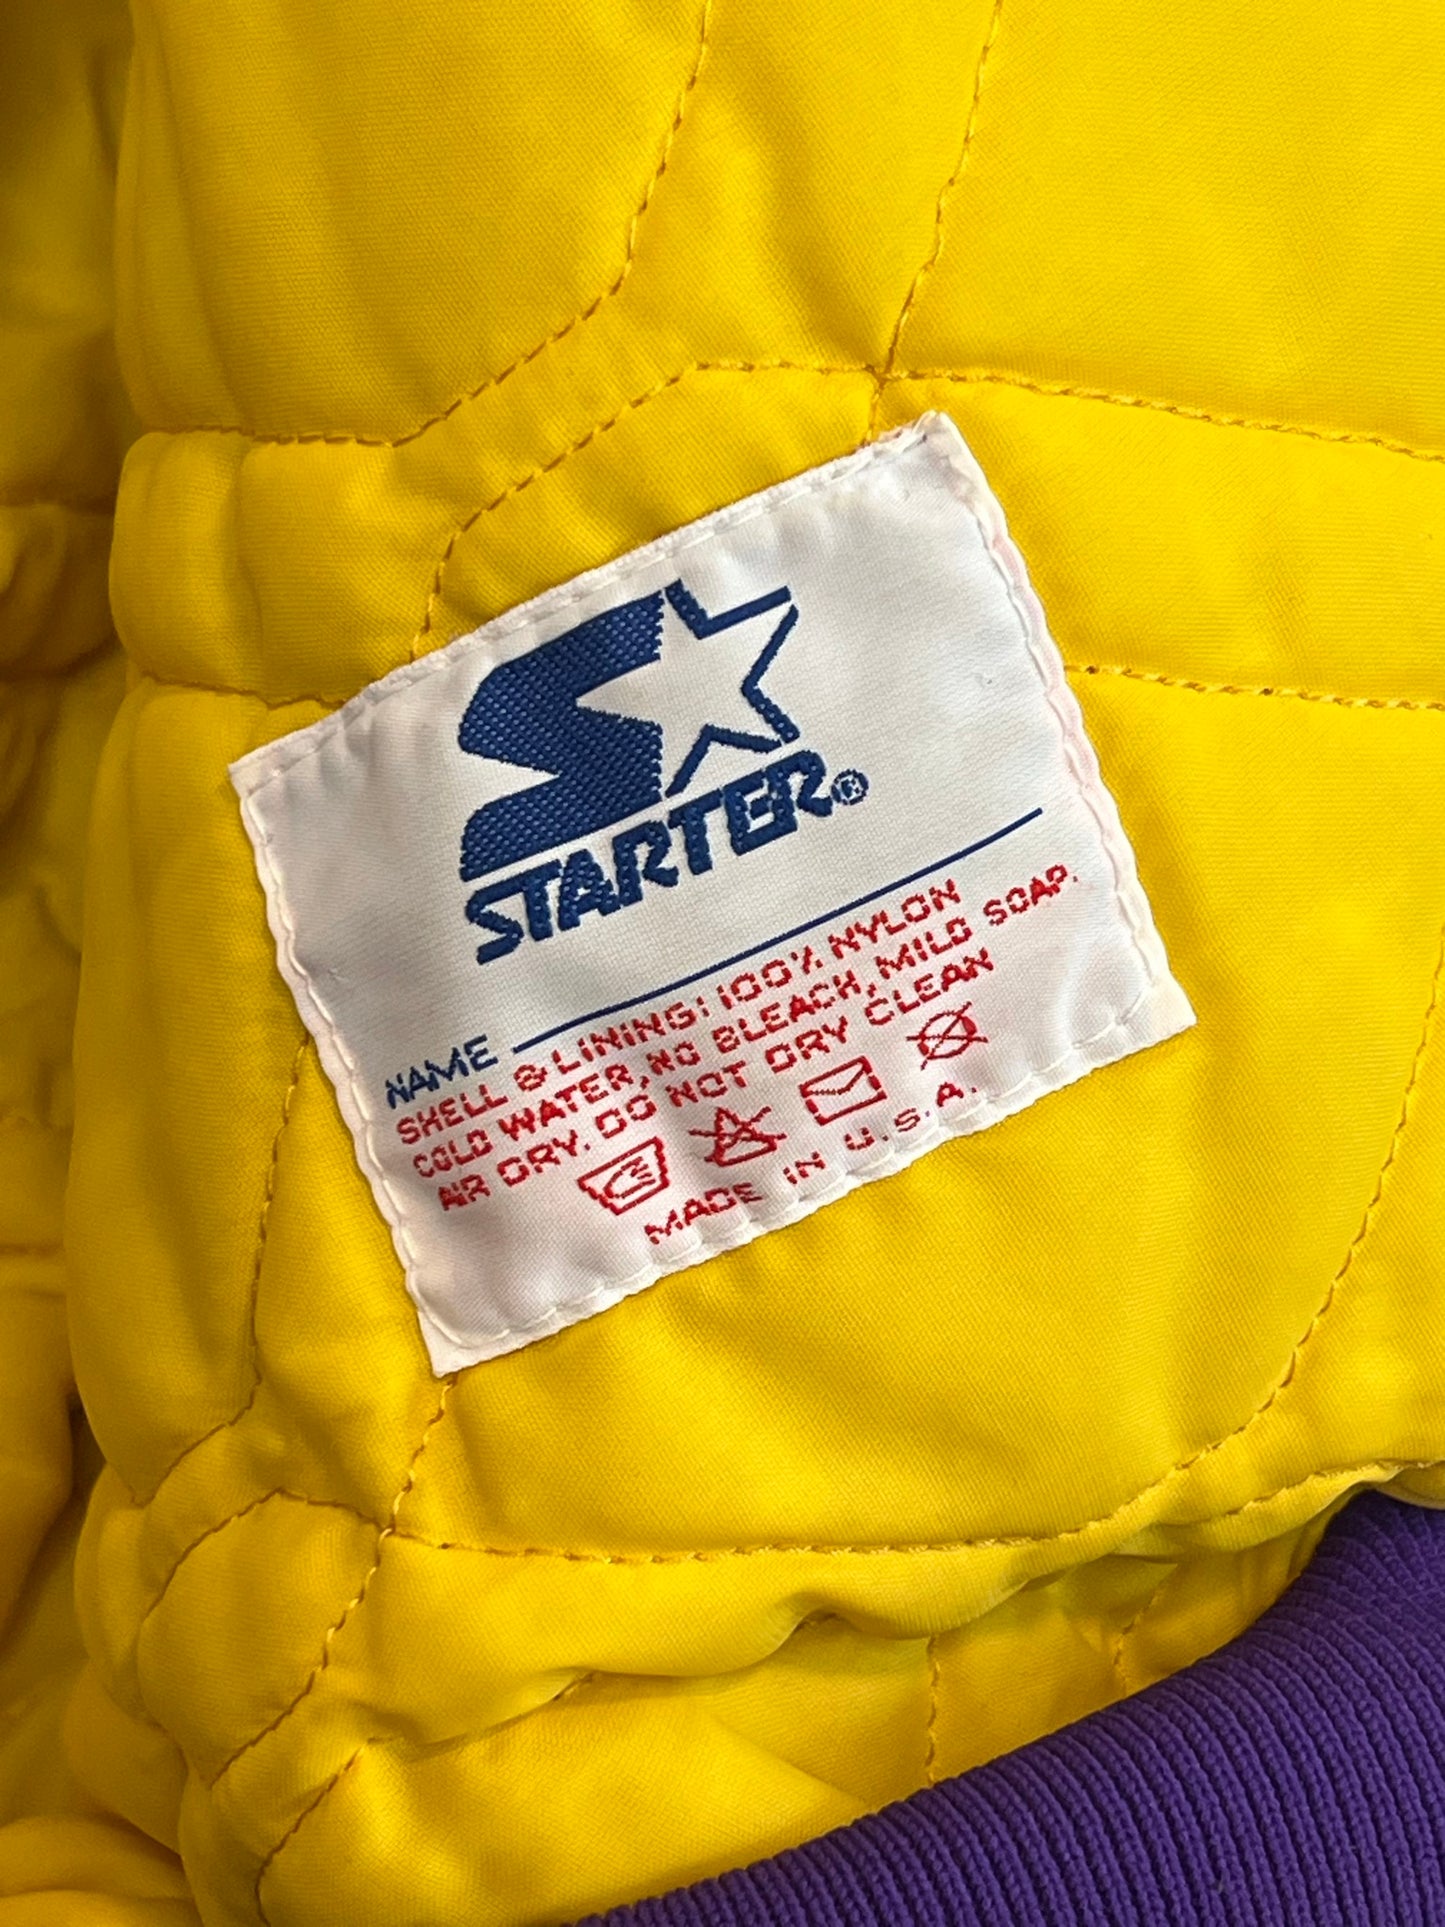 STARTER®
NAME
SHELL & LINING: 100% NYLON
COLD WATER, NO BLEACH, MILD SOAP.
AIR DRY. DO NOT DRY CLEAN
MADE IN U.S.A.